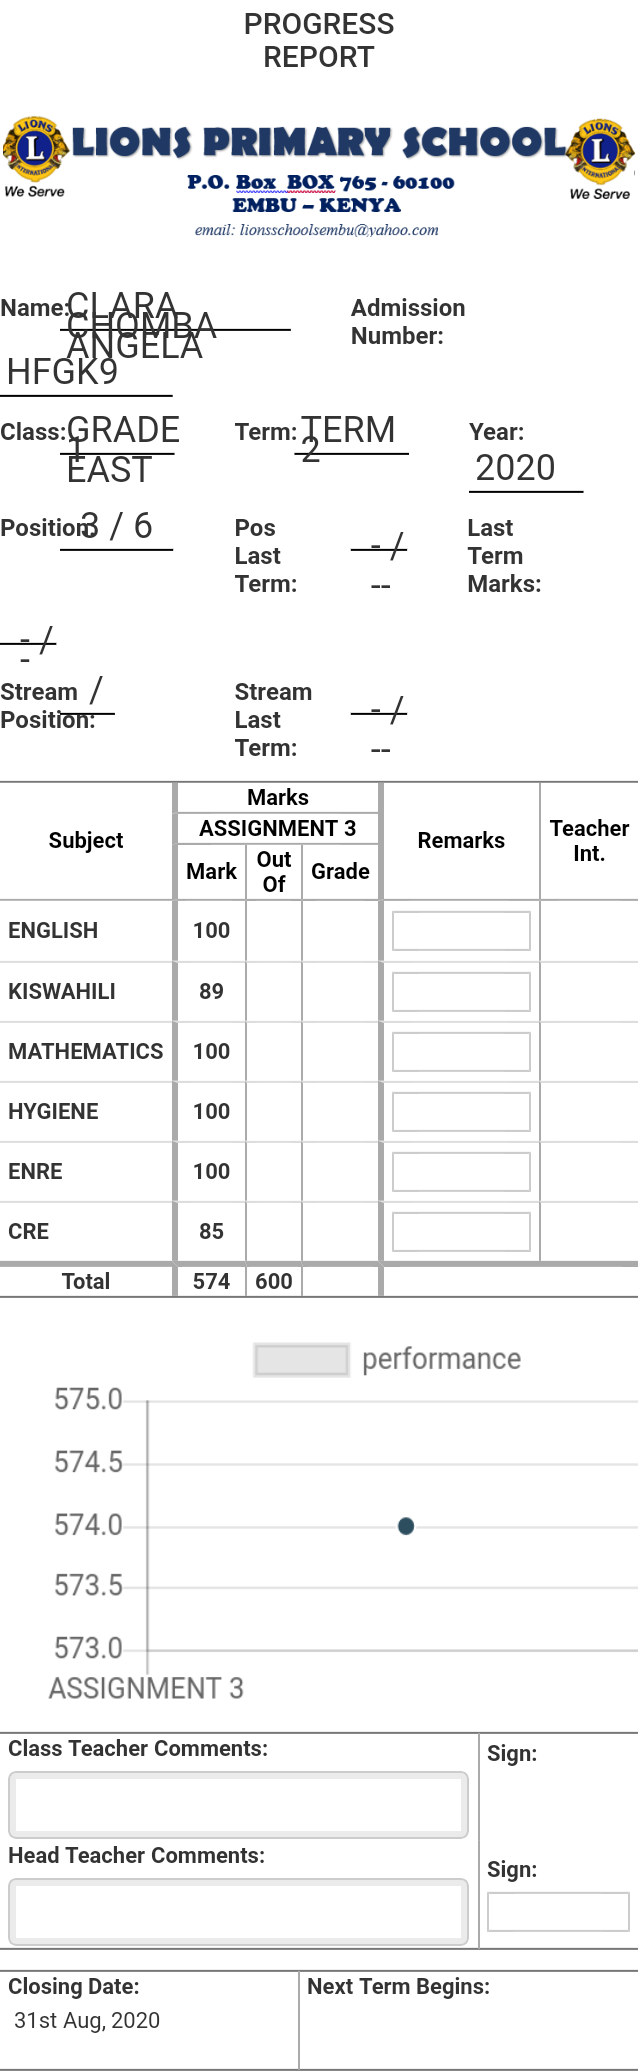 PROGRESS
REPORT
LIONS PRIMARY SCHOOL
LIONS L INTERNATIONAL
We Serve
LIONS L INTERNATIONAL
We Serve
P.O. Box BOX 765 - 60100
EMBU – KENYA
email: lionsschoolsembu@yahoo.com
Name: CLARA
CHOMBA
ANGELA
Admission
Number:
HFGK9
Class: GRADE
1
EAST
Term: TERM
2
Year:
2020
Position: 3 / 6
Pos
Last
Term:
- /
--
Last
Term
Marks:
- /
-
Stream
Position: /
Stream
Last
Term:
- /
--
Subject Marks Remarks Teacher
Int.
ASSIGNMENT 3
Mark Out
Of Grade
ENGLISH 100
KISWAHILI 89
MATHEMATICS 100
HYGIENE 100
ENRE 100
CRE 85
Total 574 600
performance
575.0
574.5
574.0
573.5
573.0
ASSIGNMENT 3
Class Teacher Comments:
Sign:
Head Teacher Comments:
Sign:
Closing Date: Next Term Begins:
31st Aug, 2020